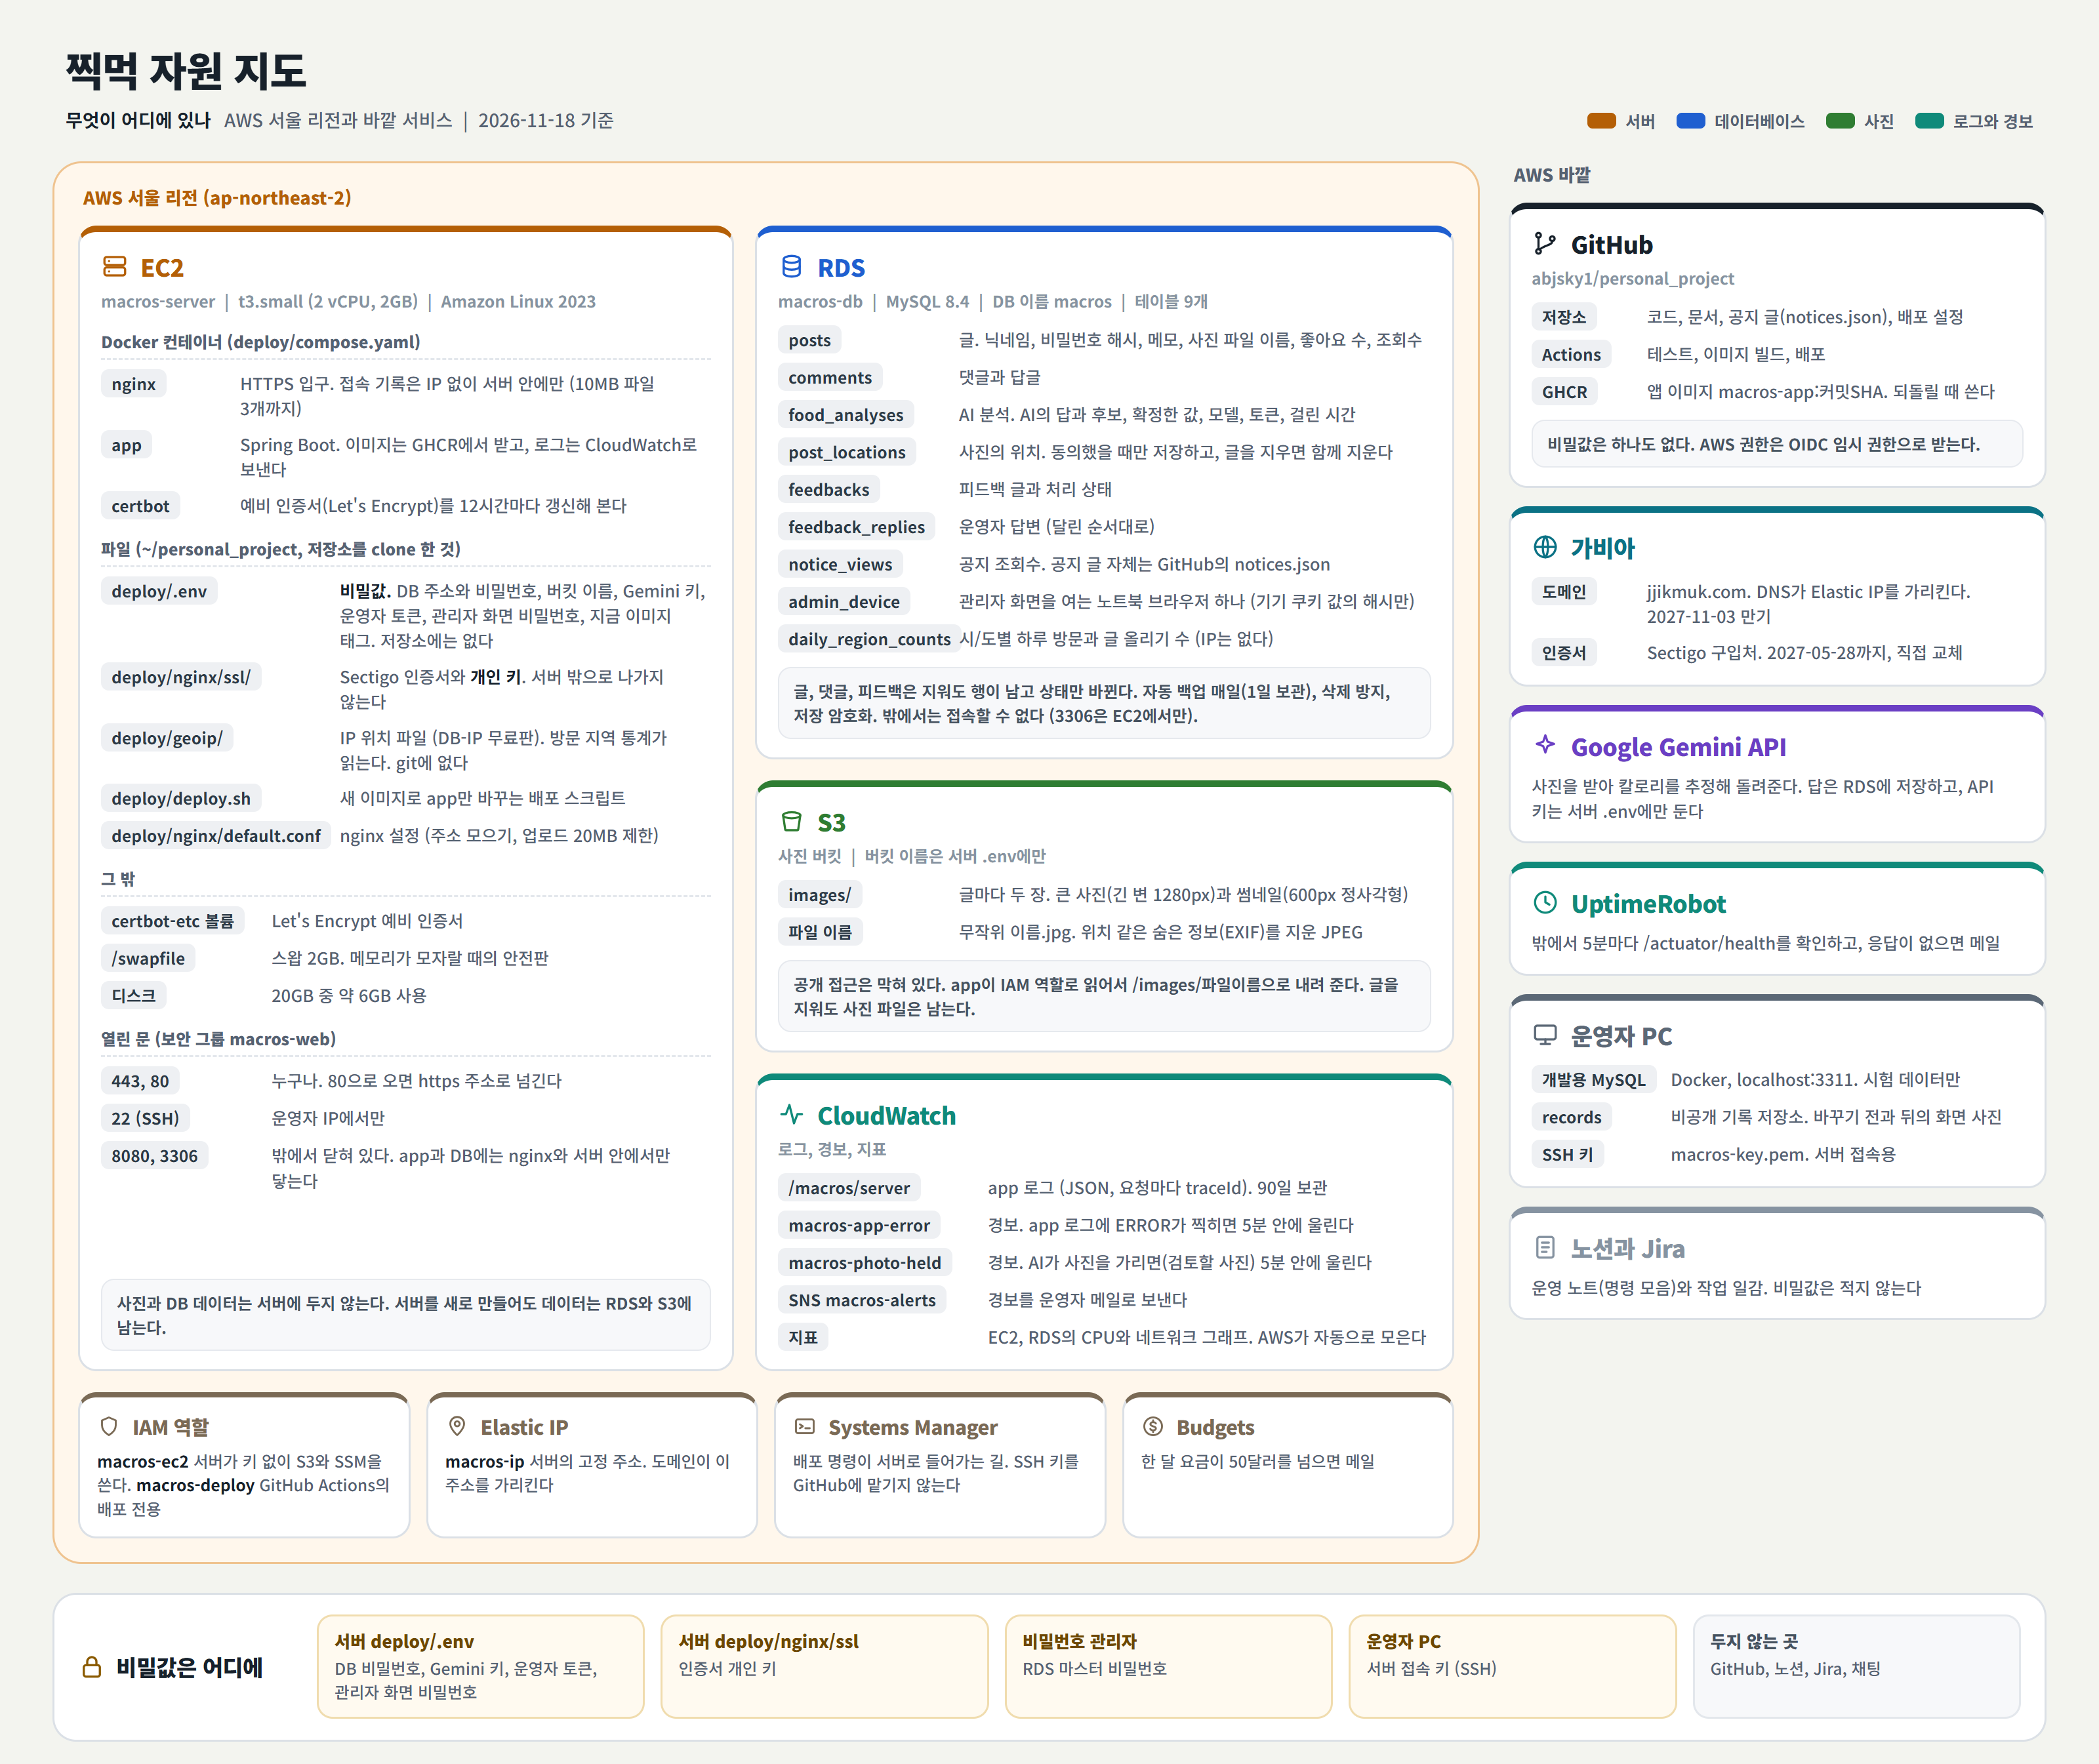 찍먹 자원 지도
무엇이 어디에 있나 AWS 서울 리전과 바깥 서비스 | 2026-11-18 기준
서버 데이터베이스 사진 로그와 경보
AWS 서울 리전 (ap-northeast-2)
EC2
macros-server | t3.small (2 vCPU, 2GB) | Amazon Linux 2023
Docker 컨테이너 (deploy/compose.yaml)
nginx HTTPS 입구. 접속 기록은 IP 없이 서버 안에만 (10MB 파일
3개까지)
app Spring Boot. 이미지는 GHCR에서 받고, 로그는 CloudWatch로
보낸다
certbot 예비 인증서(Let's Encrypt)를 12시간마다 갱신해 본다
파일 (~/personal_project, 저장소를 clone 한 것)
deploy/.env 비밀값. DB 주소와 비밀번호, 버킷 이름, Gemini 키,
운영자 토큰, 관리자 화면 비밀번호, 지금 이미지
태그. 저장소에는 없다
deploy/nginx/ssl/ Sectigo 인증서와 개인 키. 서버 밖으로 나가지
않는다
deploy/geoip/ IP 위치 파일 (DB-IP 무료판). 방문 지역 통계가
읽는다. git에 없다
deploy/deploy.sh 새 이미지로 app만 바꾸는 배포 스크립트
deploy/nginx/default.conf nginx 설정 (주소 모으기, 업로드 20MB 제한)
그 밖
certbot-etc 볼륨 Let's Encrypt 예비 인증서
/swapfile 스왑 2GB. 메모리가 모자랄 때의 안전판
디스크 20GB 중 약 6GB 사용
열린 문 (보안 그룹 macros-web)
443, 80 누구나. 80으로 오면 https 주소로 넘긴다
22 (SSH) 운영자 IP에서만
8080, 3306 밖에서 닫혀 있다. app과 DB에는 nginx와 서버 안에서만
닿는다
사진과 DB 데이터는 서버에 두지 않는다. 서버를 새로 만들어도 데이터는 RDS와 S3에
남는다.
RDS
macros-db | MySQL 8.4 | DB 이름 macros | 테이블 9개
posts 글. 닉네임, 비밀번호 해시, 메모, 사진 파일 이름, 좋아요 수, 조회수
comments 댓글과 답글
food_analyses AI 분석. AI의 답과 후보, 확정한 값, 모델, 토큰, 걸린 시간
post_locations 사진의 위치. 동의했을 때만 저장하고, 글을 지우면 함께 지운다
feedbacks 피드백 글과 처리 상태
feedback_replies 운영자 답변 (달린 순서대로)
notice_views 공지 조회수. 공지 글 자체는 GitHub의 notices.json
admin_device 관리자 화면을 여는 노트북 브라우저 하나 (기기 쿠키 값의 해시만)
daily_region_counts 시/도별 하루 방문과 글 올리기 수 (IP는 없다)
글, 댓글, 피드백은 지워도 행이 남고 상태만 바뀐다. 자동 백업 매일(1일 보관), 삭제 방지,
저장 암호화. 밖에서는 접속할 수 없다 (3306은 EC2에서만).
S3
사진 버킷 | 버킷 이름은 서버 .env에만
images/ 글마다 두 장. 큰 사진(긴 변 1280px)과 썸네일(600px 정사각형)
파일 이름 무작위 이름.jpg. 위치 같은 숨은 정보(EXIF)를 지운 JPEG
공개 접근은 막혀 있다. app이 IAM 역할로 읽어서 /images/파일이름으로 내려 준다. 글을
지워도 사진 파일은 남는다.
CloudWatch
로그, 경보, 지표
/macros/server app 로그 (JSON, 요청마다 traceId). 90일 보관
macros-app-error 경보. app 로그에 ERROR가 찍히면 5분 안에 울린다
macros-photo-held 경보. AI가 사진을 가리면(검토할 사진) 5분 안에 울린다
SNS macros-alerts 경보를 운영자 메일로 보낸다
지표 EC2, RDS의 CPU와 네트워크 그래프. AWS가 자동으로 모은다
IAM 역할
macros-ec2 서버가 키 없이 S3와 SSM을
쓴다. macros-deploy GitHub Actions의
배포 전용
Elastic IP
macros-ip 서버의 고정 주소. 도메인이 이
주소를 가리킨다
Systems Manager
배포 명령이 서버로 들어가는 길. SSH 키를
GitHub에 맡기지 않는다
Budgets
한 달 요금이 50달러를 넘으면 메일
AWS 바깥
GitHub
abjsky1/personal_project
저장소 코드, 문서, 공지 글(notices.json), 배포 설정
Actions 테스트, 이미지 빌드, 배포
GHCR 앱 이미지 macros-app:커밋SHA. 되돌릴 때 쓴다
비밀값은 하나도 없다. AWS 권한은 OIDC 임시 권한으로 받는다.
가비아
도메인 jjikmuk.com. DNS가 Elastic IP를 가리킨다.
2027-11-03 만기
인증서 Sectigo 구입처. 2027-05-28까지, 직접 교체
Google Gemini API
사진을 받아 칼로리를 추정해 돌려준다. 답은 RDS에 저장하고, API
키는 서버 .env에만 둔다
UptimeRobot
밖에서 5분마다 /actuator/health를 확인하고, 응답이 없으면 메일
운영자 PC
개발용 MySQL Docker, localhost:3311. 시험 데이터만
records 비공개 기록 저장소. 바꾸기 전과 뒤의 화면 사진
SSH 키 macros-key.pem. 서버 접속용
노션과 Jira
운영 노트(명령 모음)와 작업 일감. 비밀값은 적지 않는다
비밀값은 어디에
서버 deploy/.env
DB 비밀번호, Gemini 키, 운영자 토큰,
관리자 화면 비밀번호
서버 deploy/nginx/ssl
인증서 개인 키
비밀번호 관리자
RDS 마스터 비밀번호
운영자 PC
서버 접속 키 (SSH)
두지 않는 곳
GitHub, 노션, Jira, 채팅